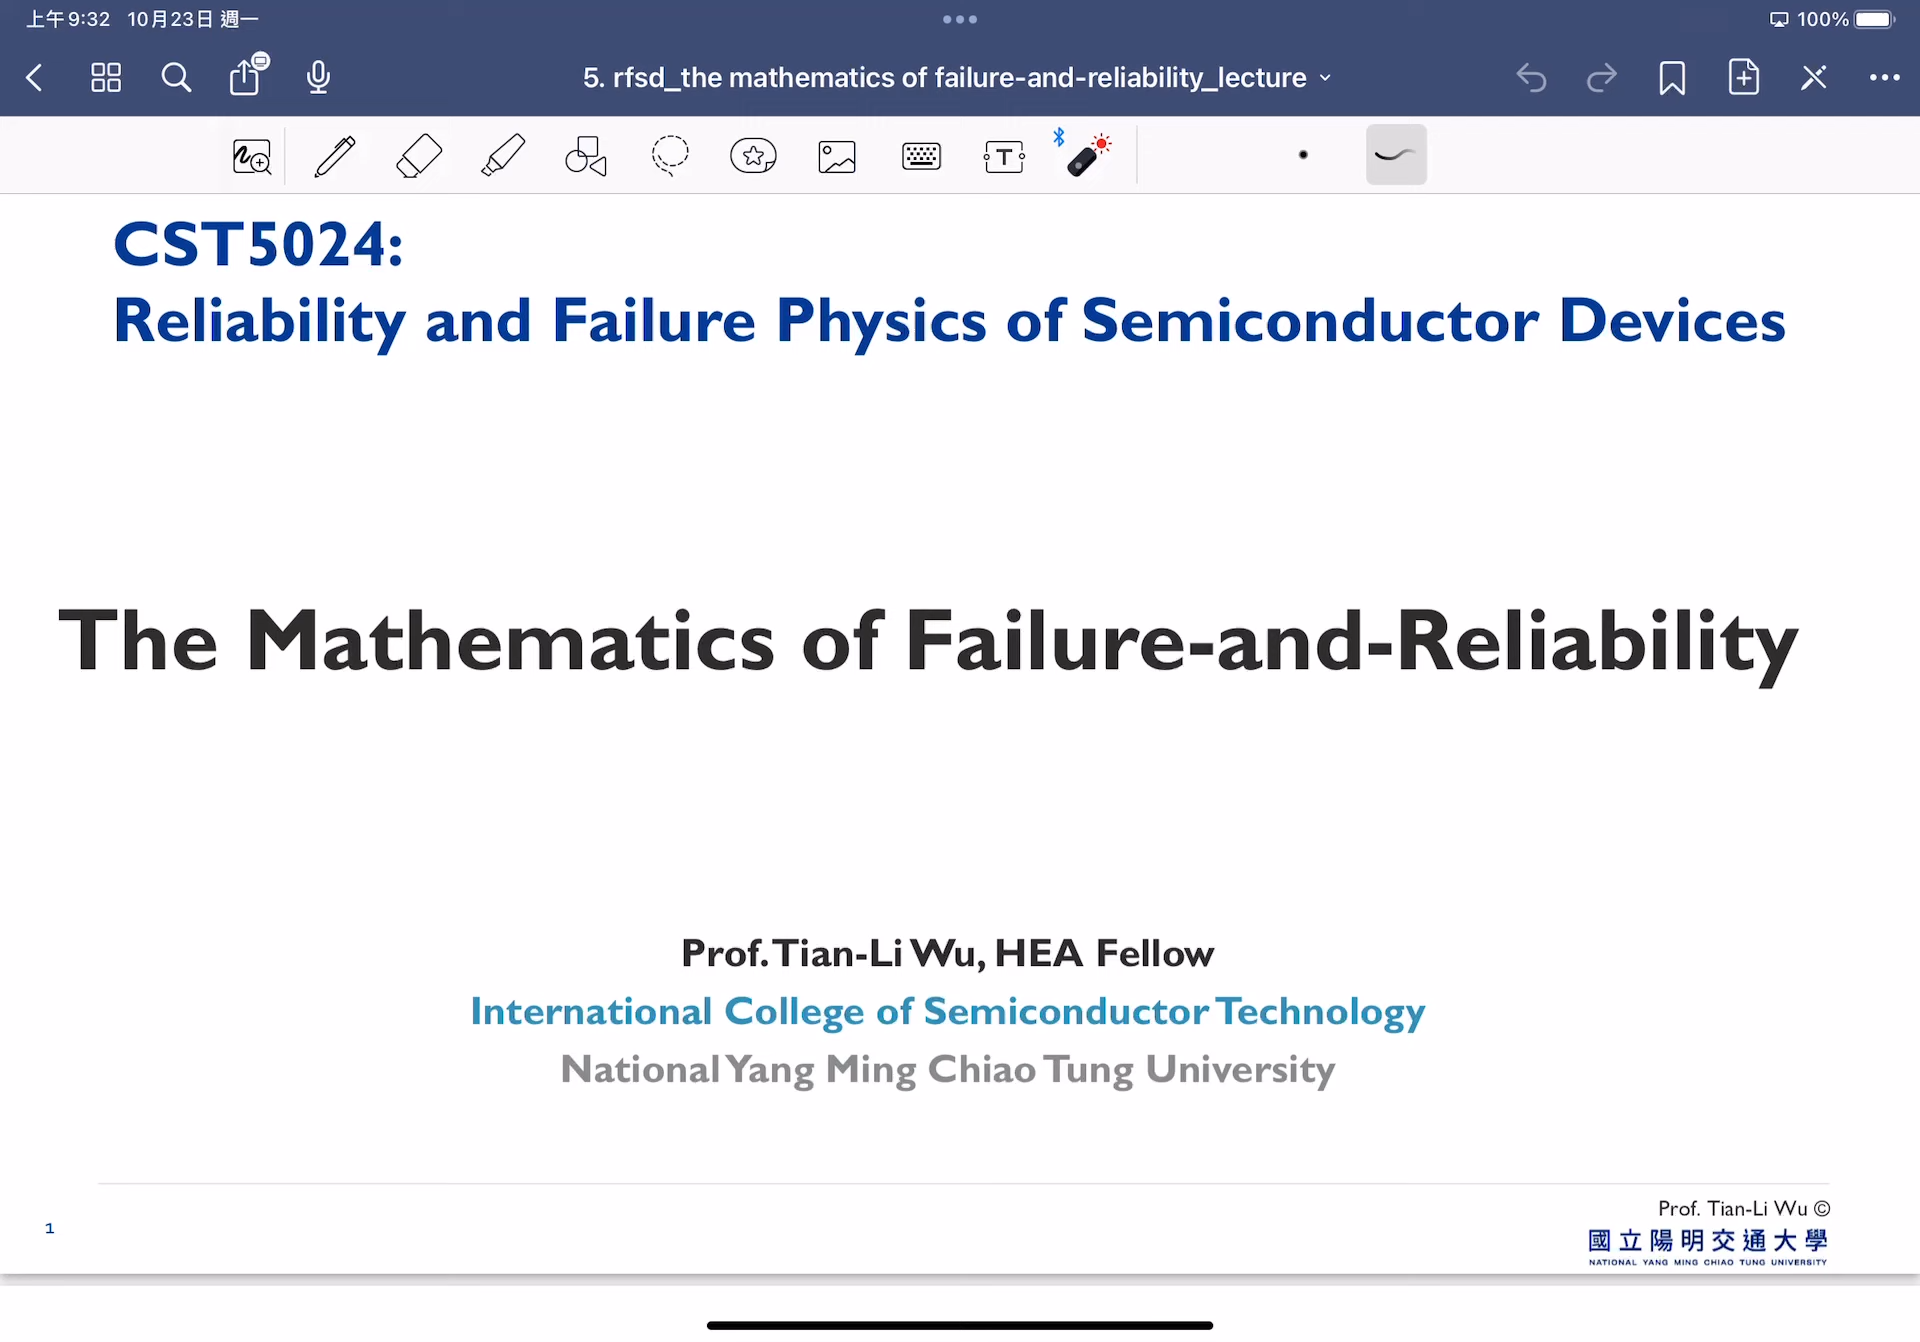 上午9:32 10月23日 週一
100%
5. rfsd_the mathematics of failure-and-reliability_lecture
T
CST5024:
Reliability and Failure Physics of Semiconductor Devices
The Mathematics of Failure-and-Reliability
Prof. Tian-Li Wu, HEA Fellow
International College of Semiconductor Technology
National Yang Ming Chiao Tung University
Prof. Tian-Li Wu ©
1
國立陽明交通大學
NATIONAL YANG MING CHIAO TUNG UNIVERSITY